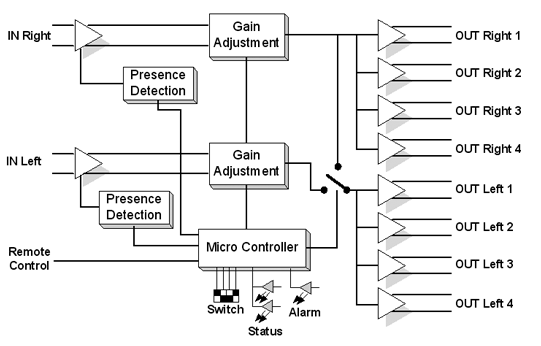 IN Right
Gain
Adjustment
OUT Right 1
Presence
Detection
OUT Right 2
OUT Right 3
OUT Right 4
IN Left
Gain
Adjustment
OUT Left 1
Presence
Detection
OUT Left 2
Micro Controller
Remote
Control
OUT Left 3
OUT Left 4
Switch
Status
Alarm